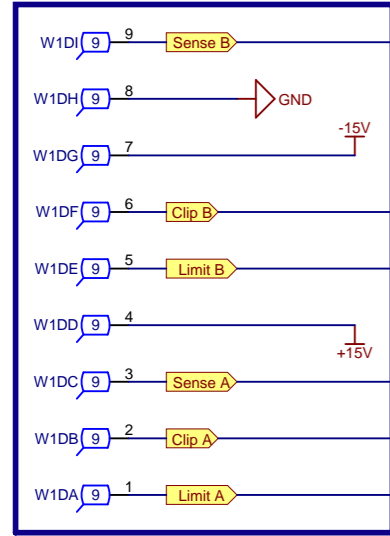 W1DI 9 9 Sense B
W1DH 9 8 GND
-15V
W1DG 9 7
W1DF 9 6 Clip B
W1DE 9 5 Limit B
W1DD 9 4
+15V
W1DC 9 3 Sense A
W1DB 9 2 Clip A
W1DA 9 1 Limit A